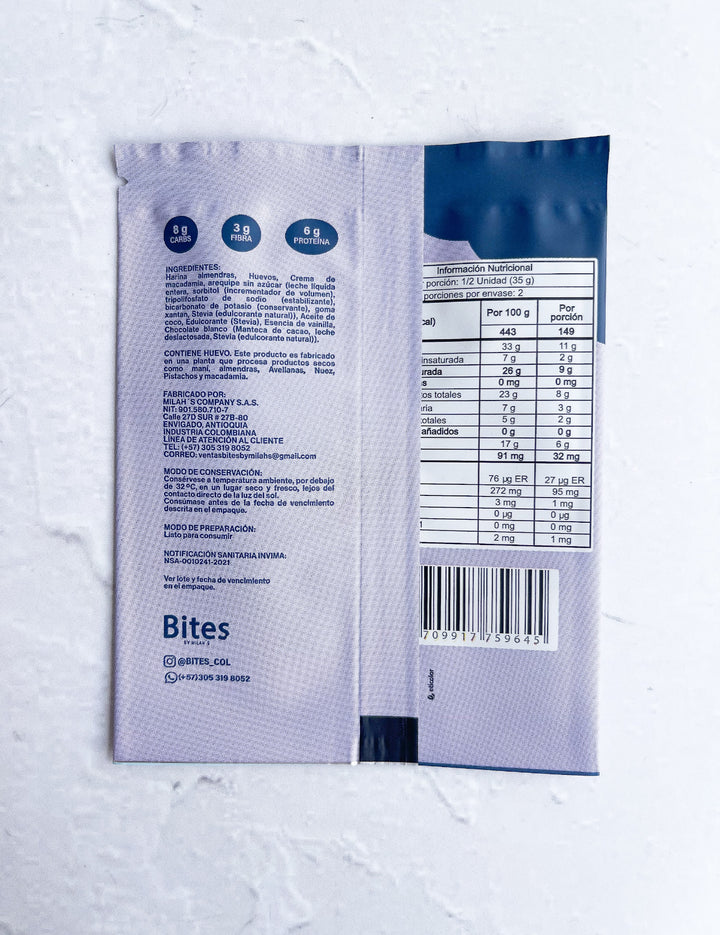 8 g
CARBS
3 g
FIBRA
6 g
PROTEÍNA
INGREDIENTES:
Harina almendras, Huevos, Crema de
macadamia, arequipe sin azúcar (leche líquida
entera, sorbitol (incrementador de volumen),
tripolifosfato de sodio (estabilizante),
bicarbonato de potasio (conservante), goma
xantan, Stevia (edulcorante natural)), Aceite de
coco, Edulcorante (Stevia), Esencia de vainilla,
Chocolate blanco (Manteca de cacao, leche
deslactosada, Stevia (edulcorante natural)).
CONTIENE HUEVO. Este producto es fabricado
en una planta que procesa productos secos
como maní, almendras, Avellanas, Nuez,
Pistachos y macadamia.
FABRICADO POR:
MILAH´S COMPANY S.A.S.
NIT: 901.580.710-7
Calle 27D SUR # 27B-80
ENVIGADO, ANTIOQUIA
INDUSTRIA COLOMBIANA
LÍNEA DE ATENCIÓN AL CLIENTE
TEL: (+57) 305 319 8052
CORREO: ventasbitesbymilahs@gmail.com
MODO DE CONSERVACIÓN:
Consérvese a temperatura ambiente, por debajo
de 32ºC, en un lugar seco y fresco, lejos del
contacto directo de la luz del sol.
Consúmase antes de la fecha de vencimiento
descrita en el empaque.
MODO DE PREPARACIÓN:
Listo para consumir
NOTIFICACIÓN SANITARIA INVIMA:
NSA-0010241-2021
Ver lote y fecha de vencimiento
en el empaque.
Bites
BY MILAH´S
@BITES_COL
(+57)305 319 8052
Información Nutricional
porción: 1/2 Unidad (35 g)
porciones por envase: 2
cal) Por 100 g Por porción
443 149
33 g 11 g
insaturada 7 g 2 g
urada 26 g 9 g
s 0 mg 0 mg
os totales 23 g 8 g
ria 7 g 3 g
otales 5 g 2 g
añadidos 0 g 0 g
17 g 6 g
91 mg 32 mg
76 µg ER 27 µg ER
272 mg 95 mg
3 mg 1 mg
0 µg 0 µg
0 mg 0 mg
2 mg 1 mg
709917 759645
eticolor